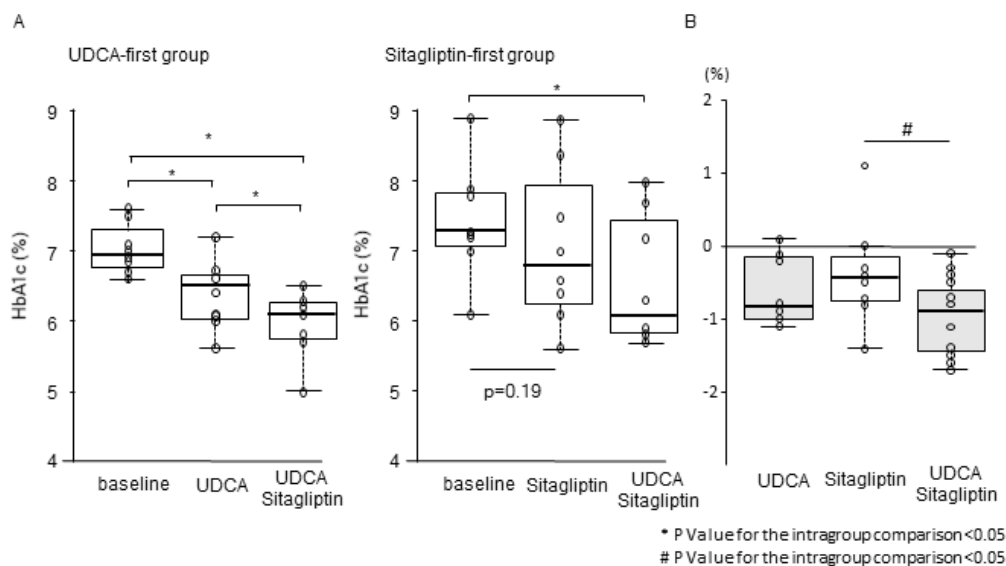 A
B
UDCA-first group
Sitagliptin-first group
(%)
HbA1c (%)
9
8
7
6
5
4
*
*
*
baseline
UDCA
UDCA
Sitagliptin
HbA1c (%)
9
8
7
6
5
4
*
p=0.19
baseline
Sitagliptin
UDCA
Sitagliptin
2
1
0
-1
-2
#
UDCA
Sitagliptin
UDCA
Sitagliptin
* P Value for the intragroup comparison<0.05
# P Value for the intragroup comparison<0.05